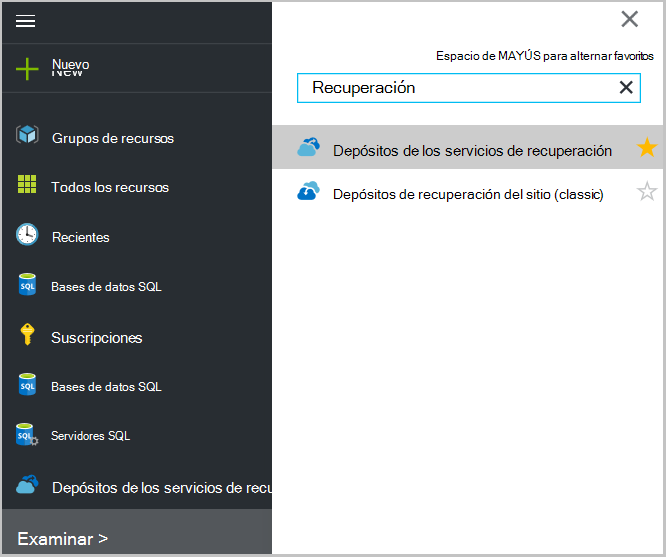 Nuevo
New
Grupos de recursos
Todos los recursos
Recientes
SQL Bases de datos SQL
Suscripciones
SQL Bases de datos SQL
SQL Servidores SQL
Depósitos de los servicios de recu
Examinar >
Espacio de MAYÚS para alternar favoritos
Recuperación
Depósitos de los servicios de recuperación
Depósitos de recuperación del sitio (classic)